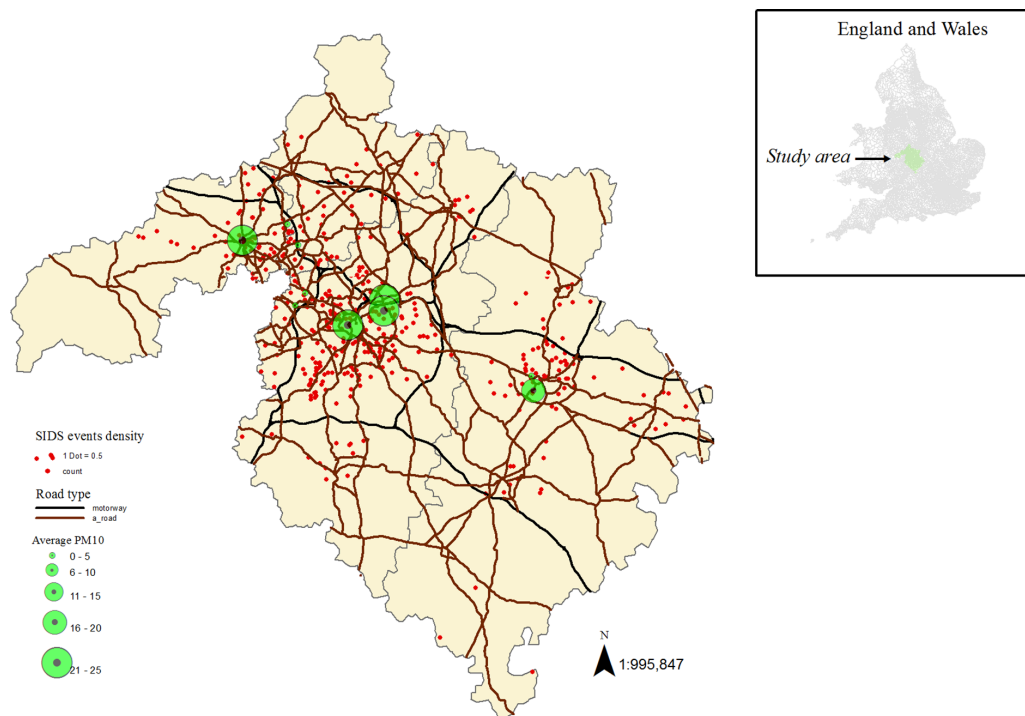 England and Wales
Study area
SIDS events density
1 Dot = 0.5
count
Road type
motorway
a_road
Average PM10
0 - 5
6 - 10
11 - 15
16 - 20
21 - 25
N
1:995,847